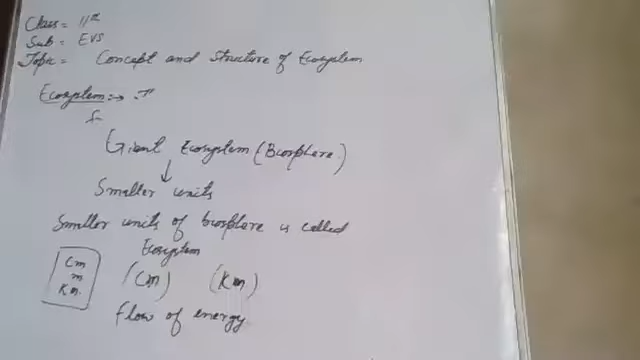 Class = 11th
Sub = EVS
Topic = Concept and Structure of Ecosystem
Ecosystem :→
Giant Ecosystem (Biosphere)
↓
Smaller units
Smaller units of biosphere is called
Ecosystem
Cm
m
Km
(Cm) (Km)
flow of energy